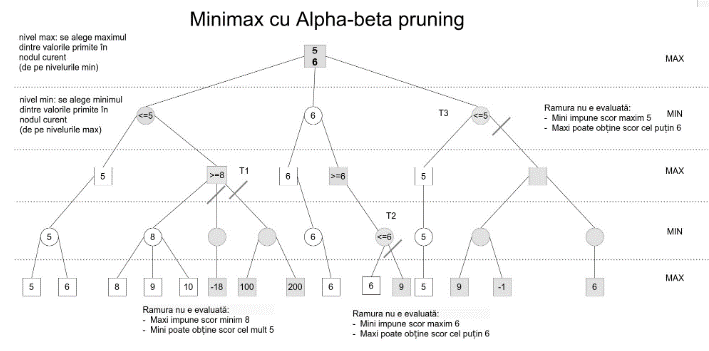 Minimax cu Alpha-beta pruning
nivel max: se alege maximul
dintre valorile primite în
nodul curent
(de pe nivelurile min)
5
6
MAX
nivel min: se alege minimul
dintre valorile primite în
nodul curent
(de pe nivelurile max)
<=5
6
T3
<=5
Ramura nu e evaluată:
- Mini impune scor maxim 5
- Maxi poate obține scor cel puțin 6
MIN
5
>=8
T1
6
>=6
5
MAX
T2
5
8
6
<=6
5
MIN
5
6
8
9
10
-18
100
200
6
6
9
5
9
-1
6
MAX
Ramura nu e evaluată:
- Maxi impune scor minim 8
- Mini poate obține scor cel mult 5
Ramura nu e evaluată:
- Mini impune scor maxim 6
- Maxi poate obține scor cel puțin 6